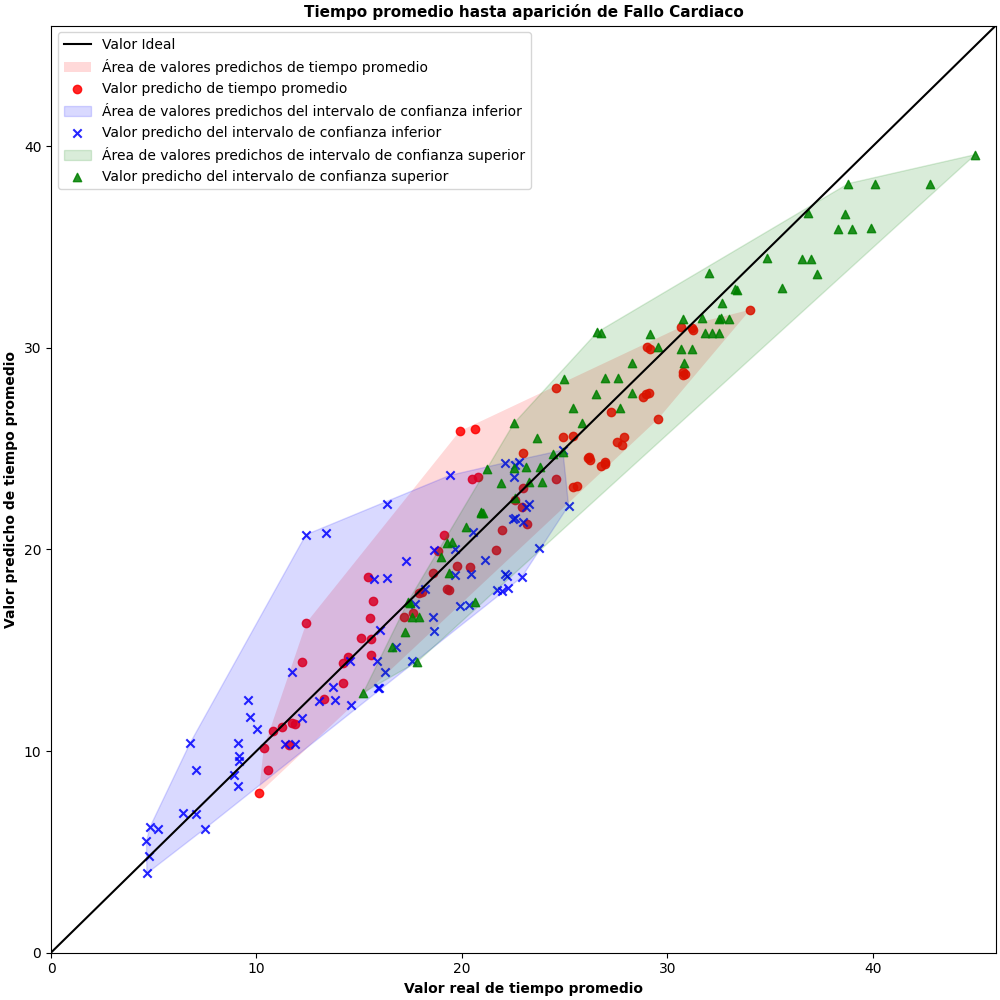 Tiempo promedio hasta aparición de Fallo Cardiaco
Valor Ideal
Área de valores predichos de tiempo promedio
Valor predicho de tiempo promedio
Área de valores predichos del intervalo de confianza inferior
Valor predicho del intervalo de confianza inferior
Área de valores predichos de intervalo de confianza superior
Valor predicho del intervalo de confianza superior
Valor predicho de tiempo promedio
40
30
20
10
0
0 10 20 30 40
Valor real de tiempo promedio